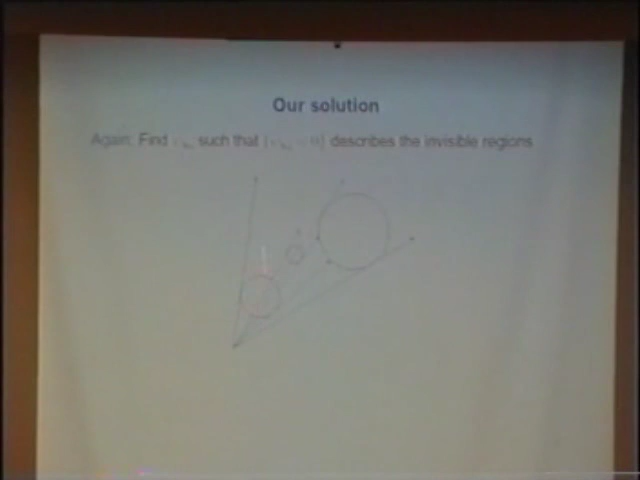 Our solution
Again: Find such that describes the invisible regions